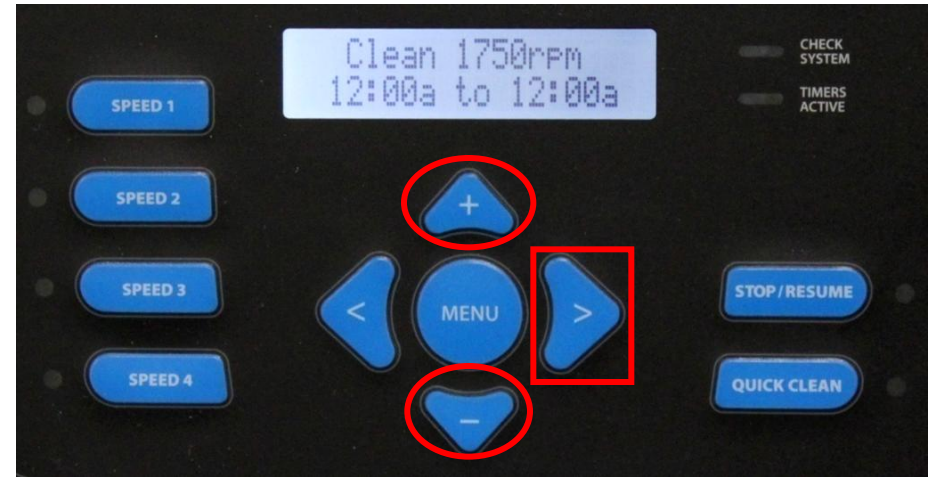 Clean 1750rpm
12:00a to 12:00a
CHECK
SYSTEM
TIMERS
ACTIVE
SPEED 1
SPEED 2
SPEED 3
SPEED 4
+
<
MENU
>
-
STOP/RESUME
QUICK CLEAN